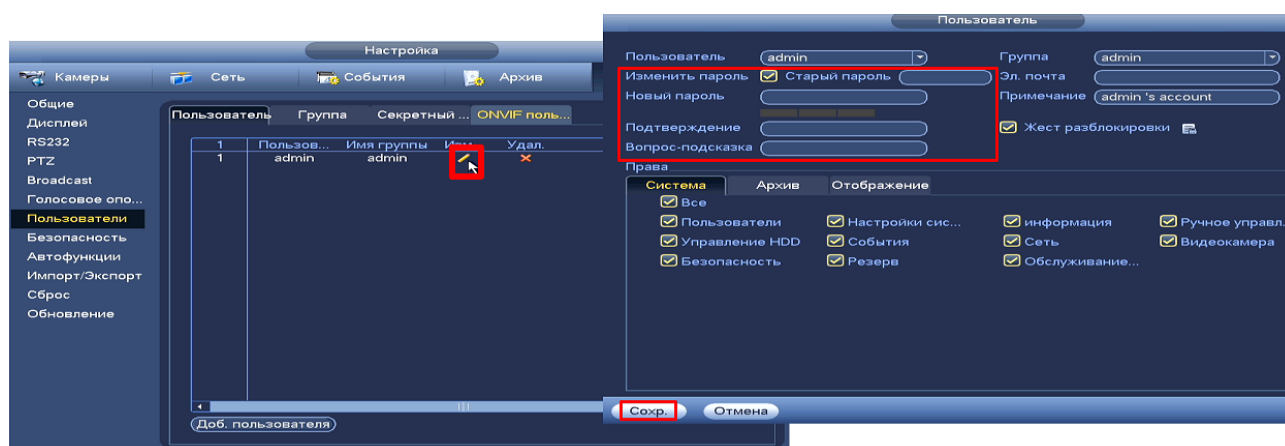 Настройка
Камеры Сеть События Архив
Общие
Дисплей
RS232
PTZ
Broadcast
Голосовое опо...
Пользователи
Безопасность
Автофункции
Импорт/Экспорт
Сброс
Обновление
Пользователь Группа Секретный ... ONVIF поль...
1 Пользов... Имя группы Изм. Удал.
1 admin admin
Доб. пользователя
Пользователь
Пользователь admin Группа admin
Изменить пароль Старый пароль Эл. почта
Новый пароль Примечание admin 's account
Подтверждение Жест разблокировки
Вопрос-подсказка
Права
Система Архив Отображение
Все
Пользователи Настройки сис... информация Ручное управл.
Управление HDD События Сеть Видеокамера
Безопасность Резерв Обслуживание...
Сохр. Отмена